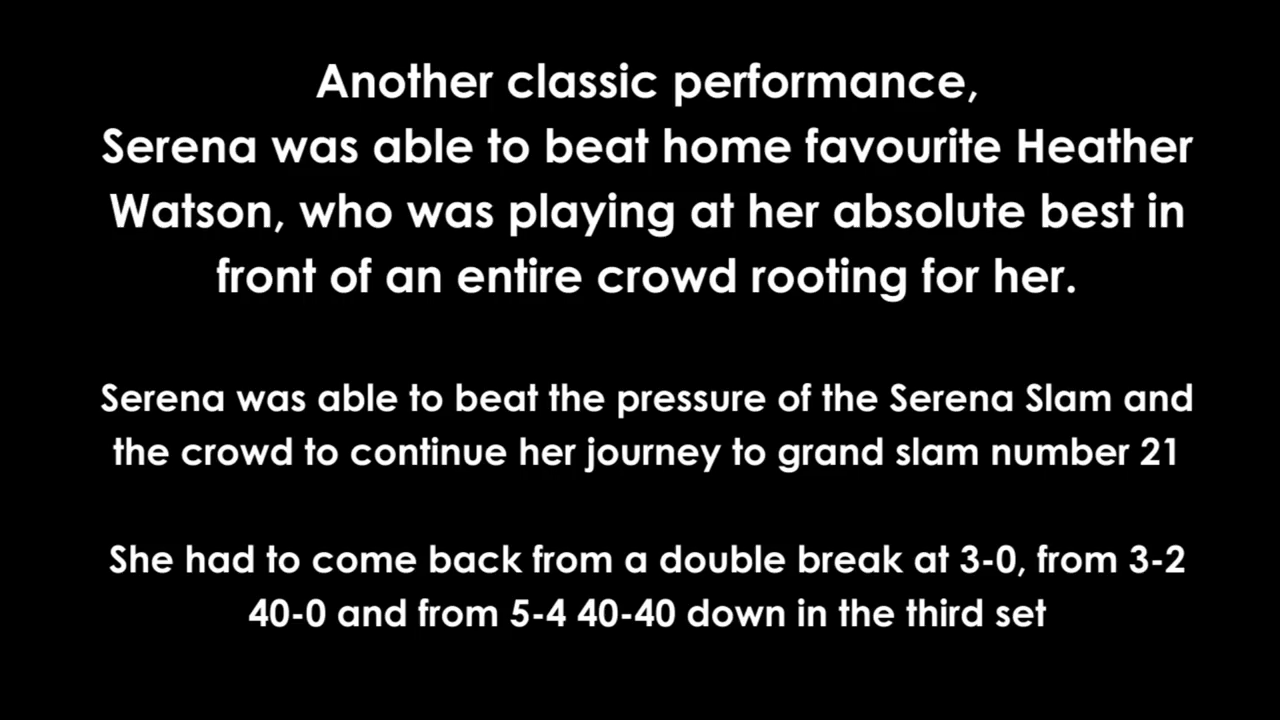 Another classic performance,
Serena was able to beat home favourite Heather
Watson, who was playing at her absolute best in
front of an entire crowd rooting for her.
Serena was able to beat the pressure of the Serena Slam and
the crowd to continue her journey to grand slam number 21
She had to come back from a double break at 3-0, from 3-2
40-0 and from 5-4 40-40 down in the third set